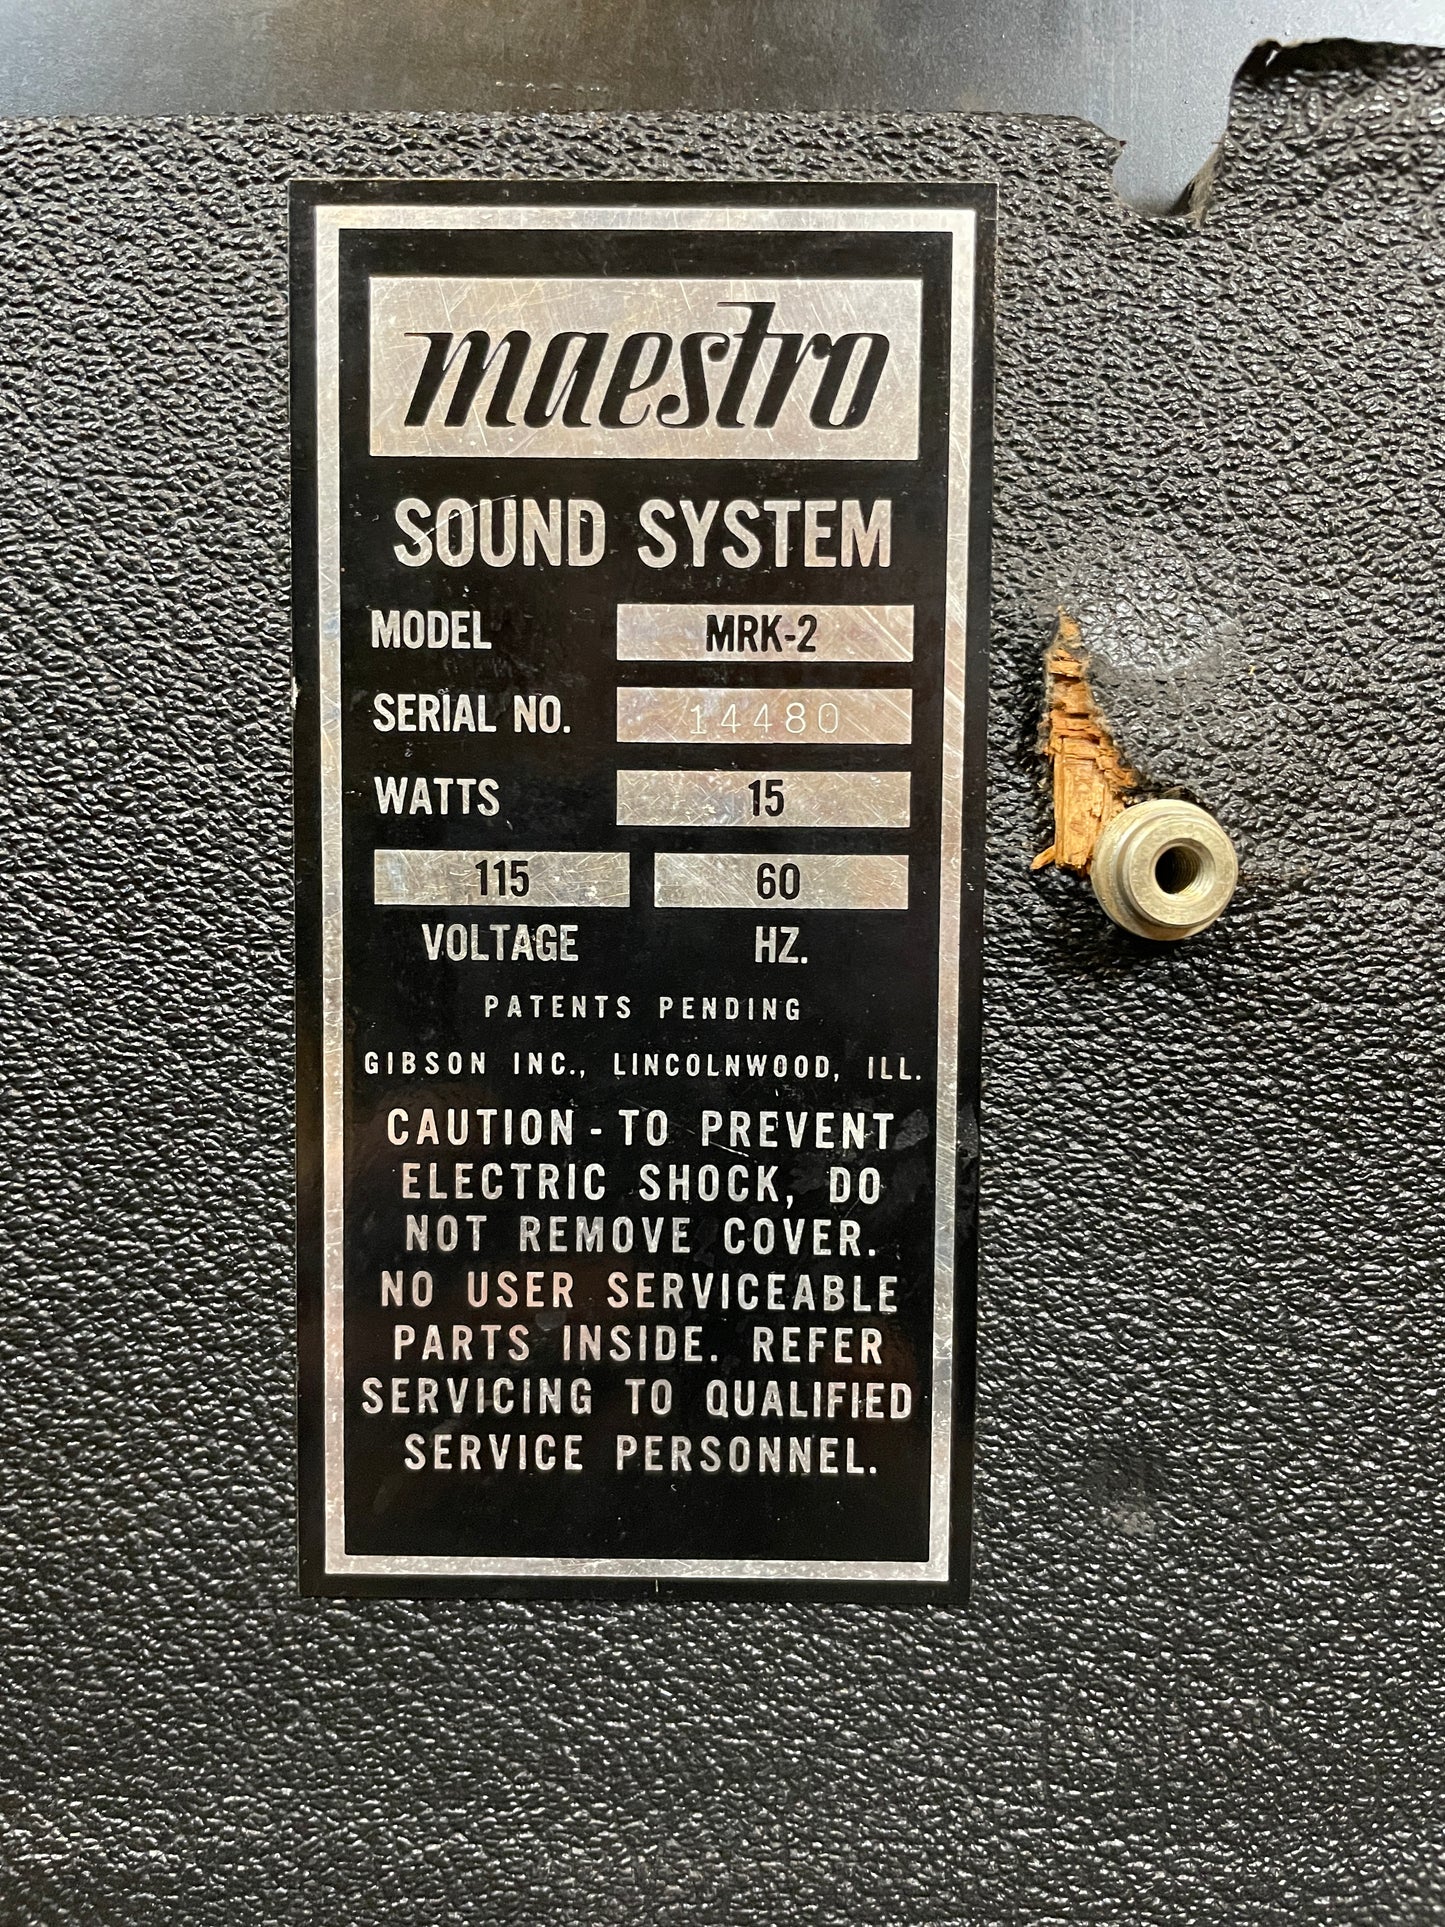 maestro
SOUND SYSTEM
MODEL MRK-2
SERIAL NO. 14480
WATTS 15
115 60
VOLTAGE HZ.
PATENTS PENDING
GIBSON INC., LINCOLNWOOD, ILL.
CAUTION - TO PREVENT
ELECTRIC SHOCK, DO
NOT REMOVE COVER.
NO USER SERVICEABLE
PARTS INSIDE. REFER
SERVICING TO QUALIFIED
SERVICE PERSONNEL.